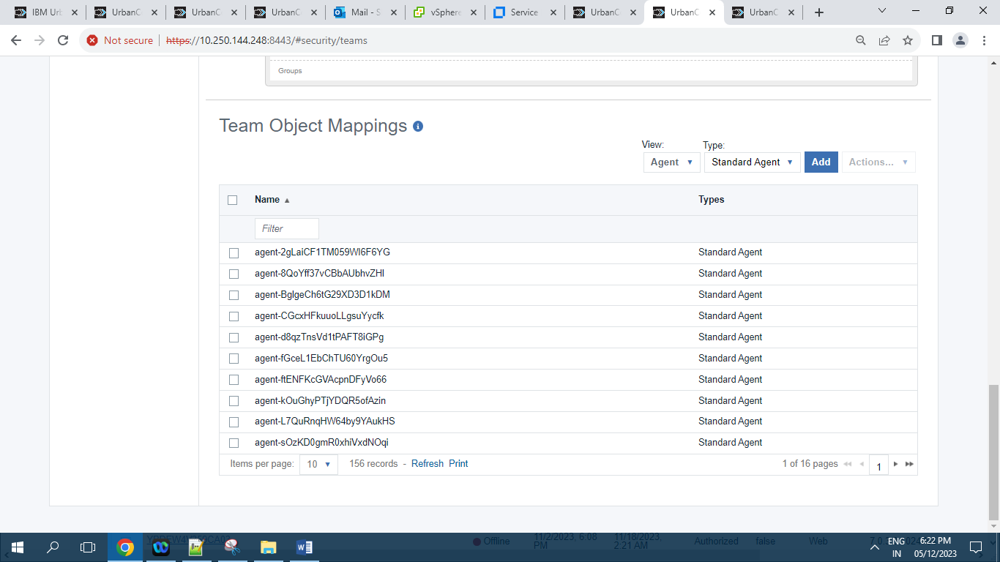 IBM Urb
UrbanC
UrbanC
UrbanC
Mail - S
vSphere
Service
UrbanC
UrbanC
UrbanC
Not secure
https://10.250.144.248:8443/#security/teams
Groups
Team Object Mappings
View:
Type:
Agent
Standard Agent
Add
Actions...
Name
Types
Filter
agent-2gLaiCF1TM059WI6F6YG Standard Agent
agent-8QoYff37vCBbAUbhvZHI Standard Agent
agent-BglgeCh6tG29XD3D1kDM Standard Agent
agent-CGcxHFkuuoLLgsuYycfk Standard Agent
agent-d8qzTnsVd1tPAFT8iGPg Standard Agent
agent-fGceL1EbChTU60YrgOu5 Standard Agent
agent-ftENFKcGVAcpnDFyVo66 Standard Agent
agent-kOuGhyPTjYDQR5ofAzin Standard Agent
agent-L7QuRnqHW64by9YAukHS Standard Agent
agent-sOzKD0gmR0xhiVxdNOqi Standard Agent
Items per page: 10 156 records - Refresh Print 1 of 16 pages 1
Offline
11/2/2023, 6:08 PM
11/18/2023, 2:21 AM
Authorized
false
Web
ENG
IN
6:22 PM
05/12/2023